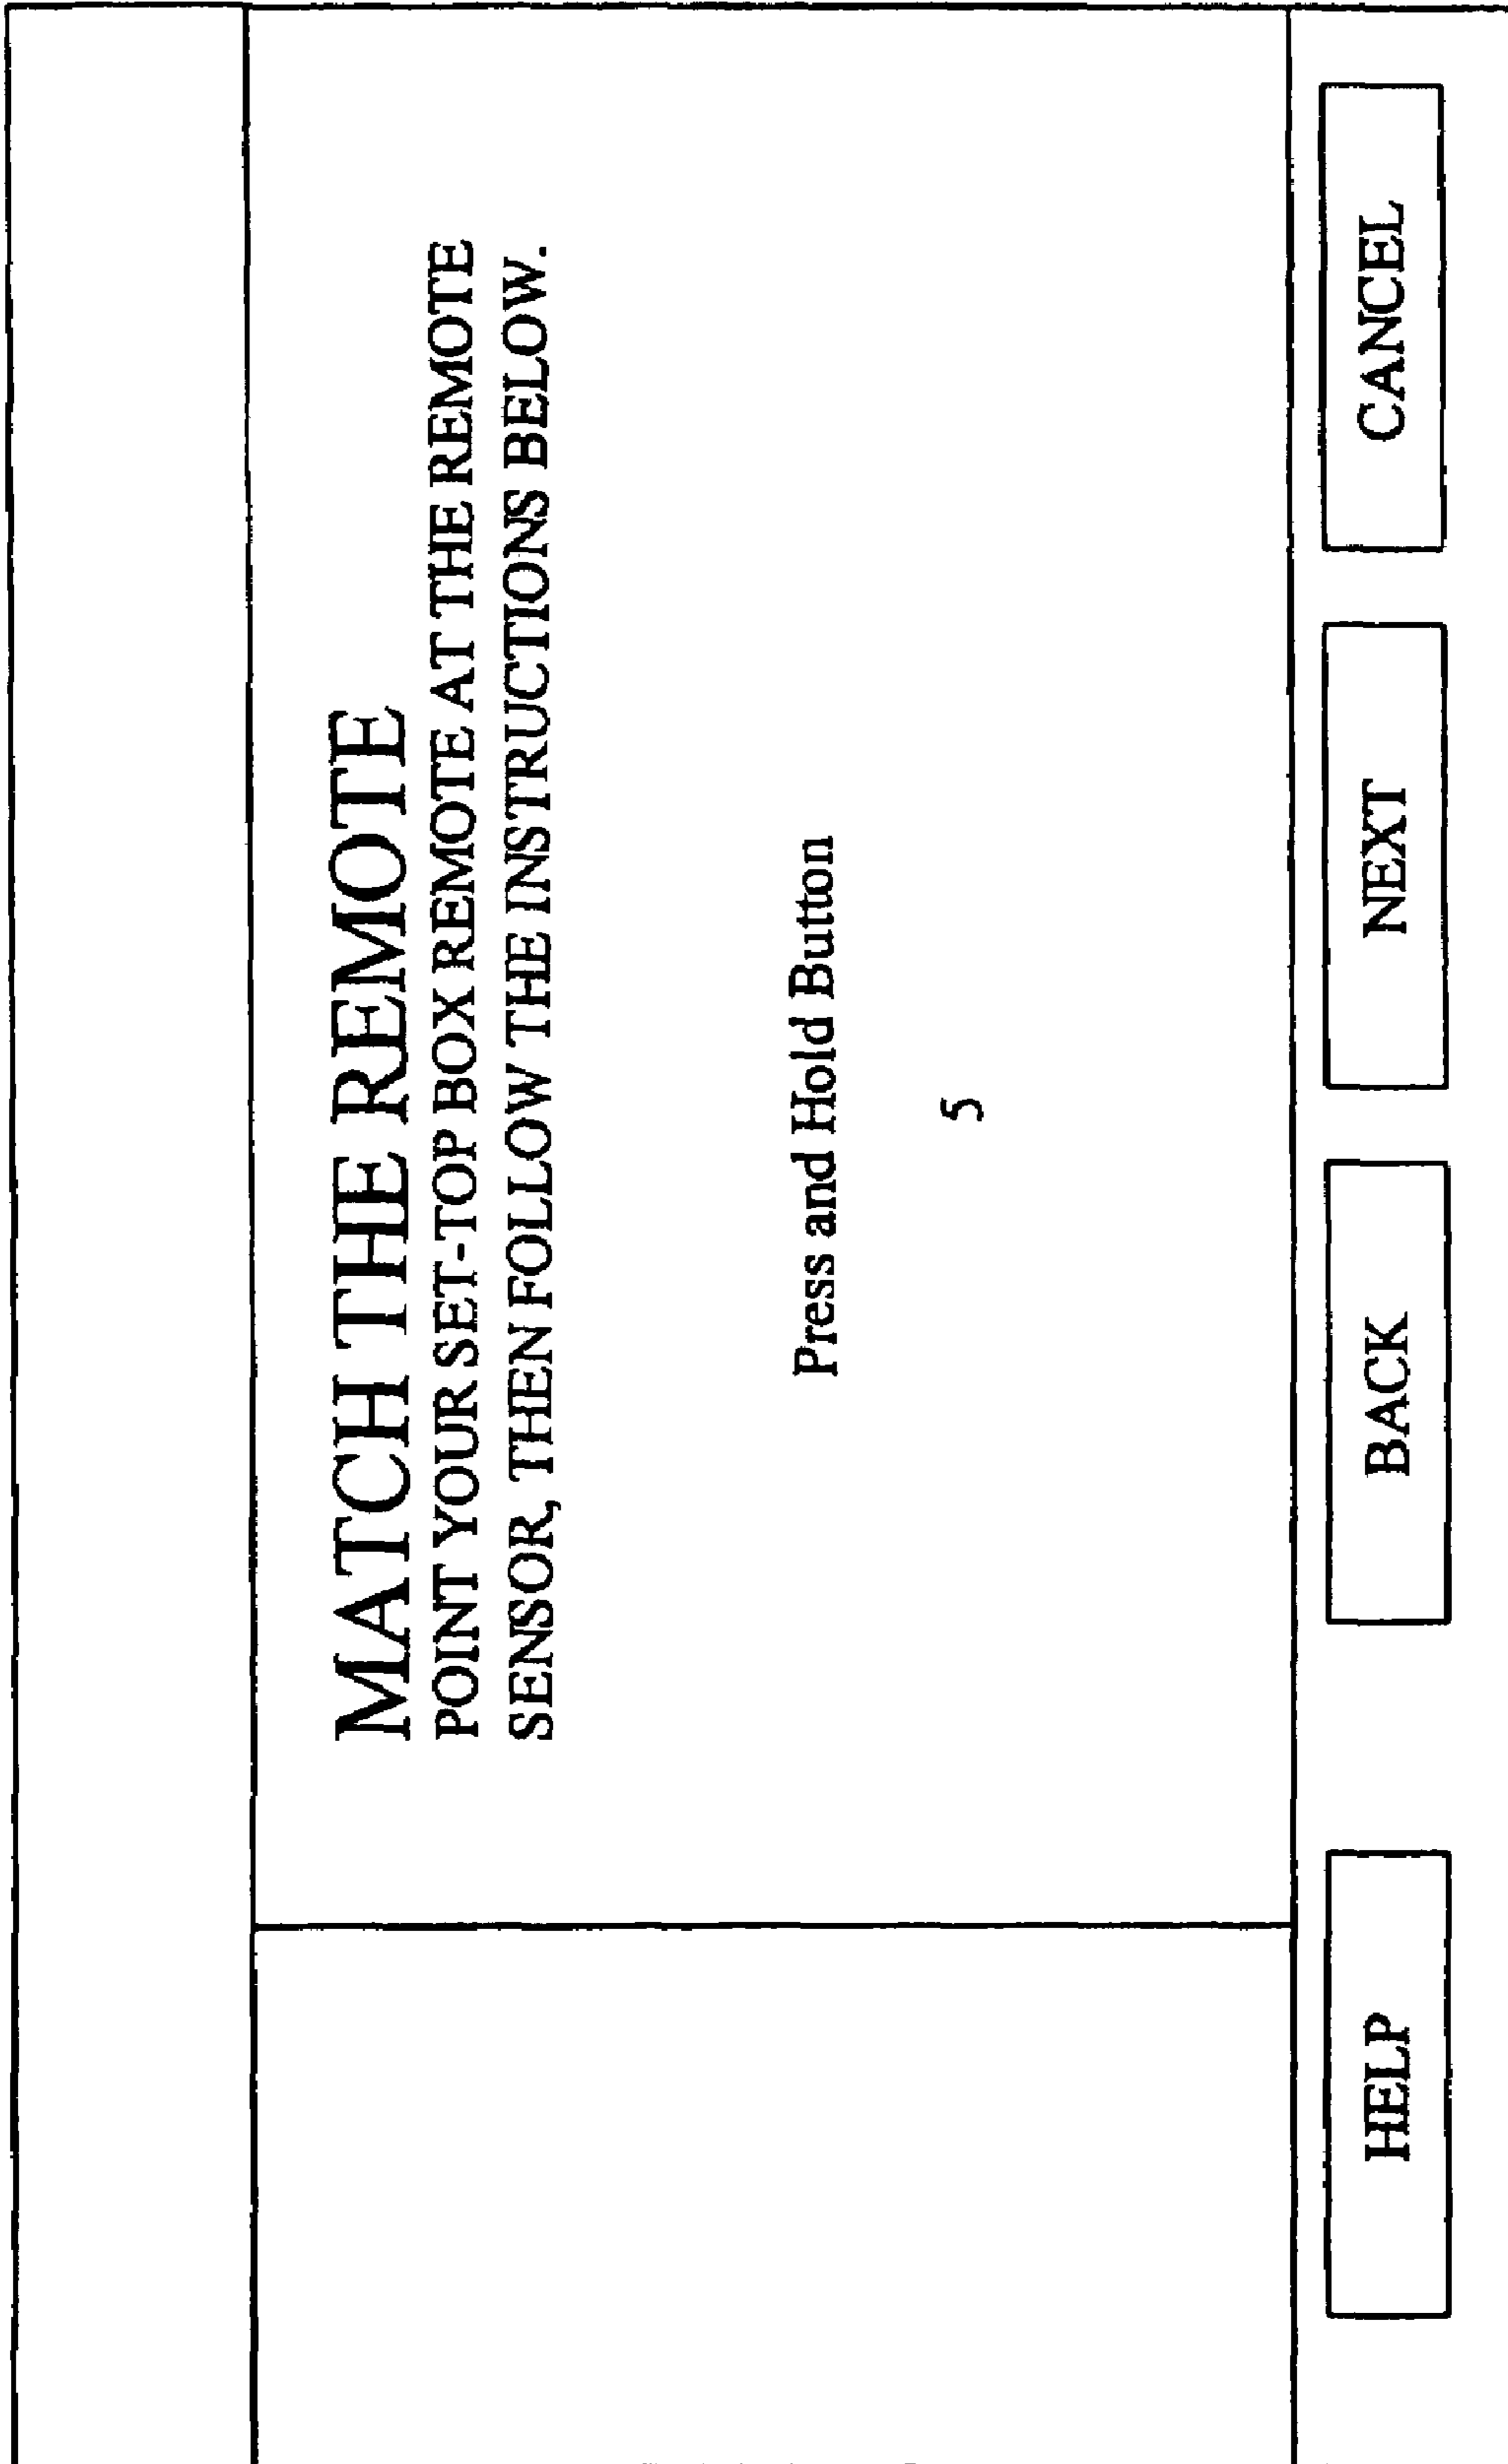 MATCH THE REMOTE
POINT YOUR SET-TOP BOX REMOTE AT THE REMOTE
SENSOR, THEN FOLLOW THE INSTRUCTIONS BELOW.
Press and Hold Button
5
HELP
BACK
NEXT
CANCEL